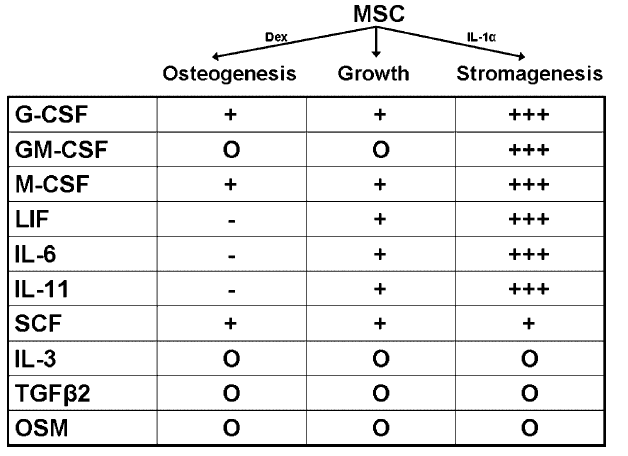 MSC
Dex IL-1α
Osteogenesis Growth Stromagenesis
G-CSF + + +++
GM-CSF O O +++
M-CSF + + +++
LIF - + +++
IL-6 - + +++
IL-11 - + +++
SCF + + +
IL-3 O O O
TGFβ2 O O O
OSM O O O